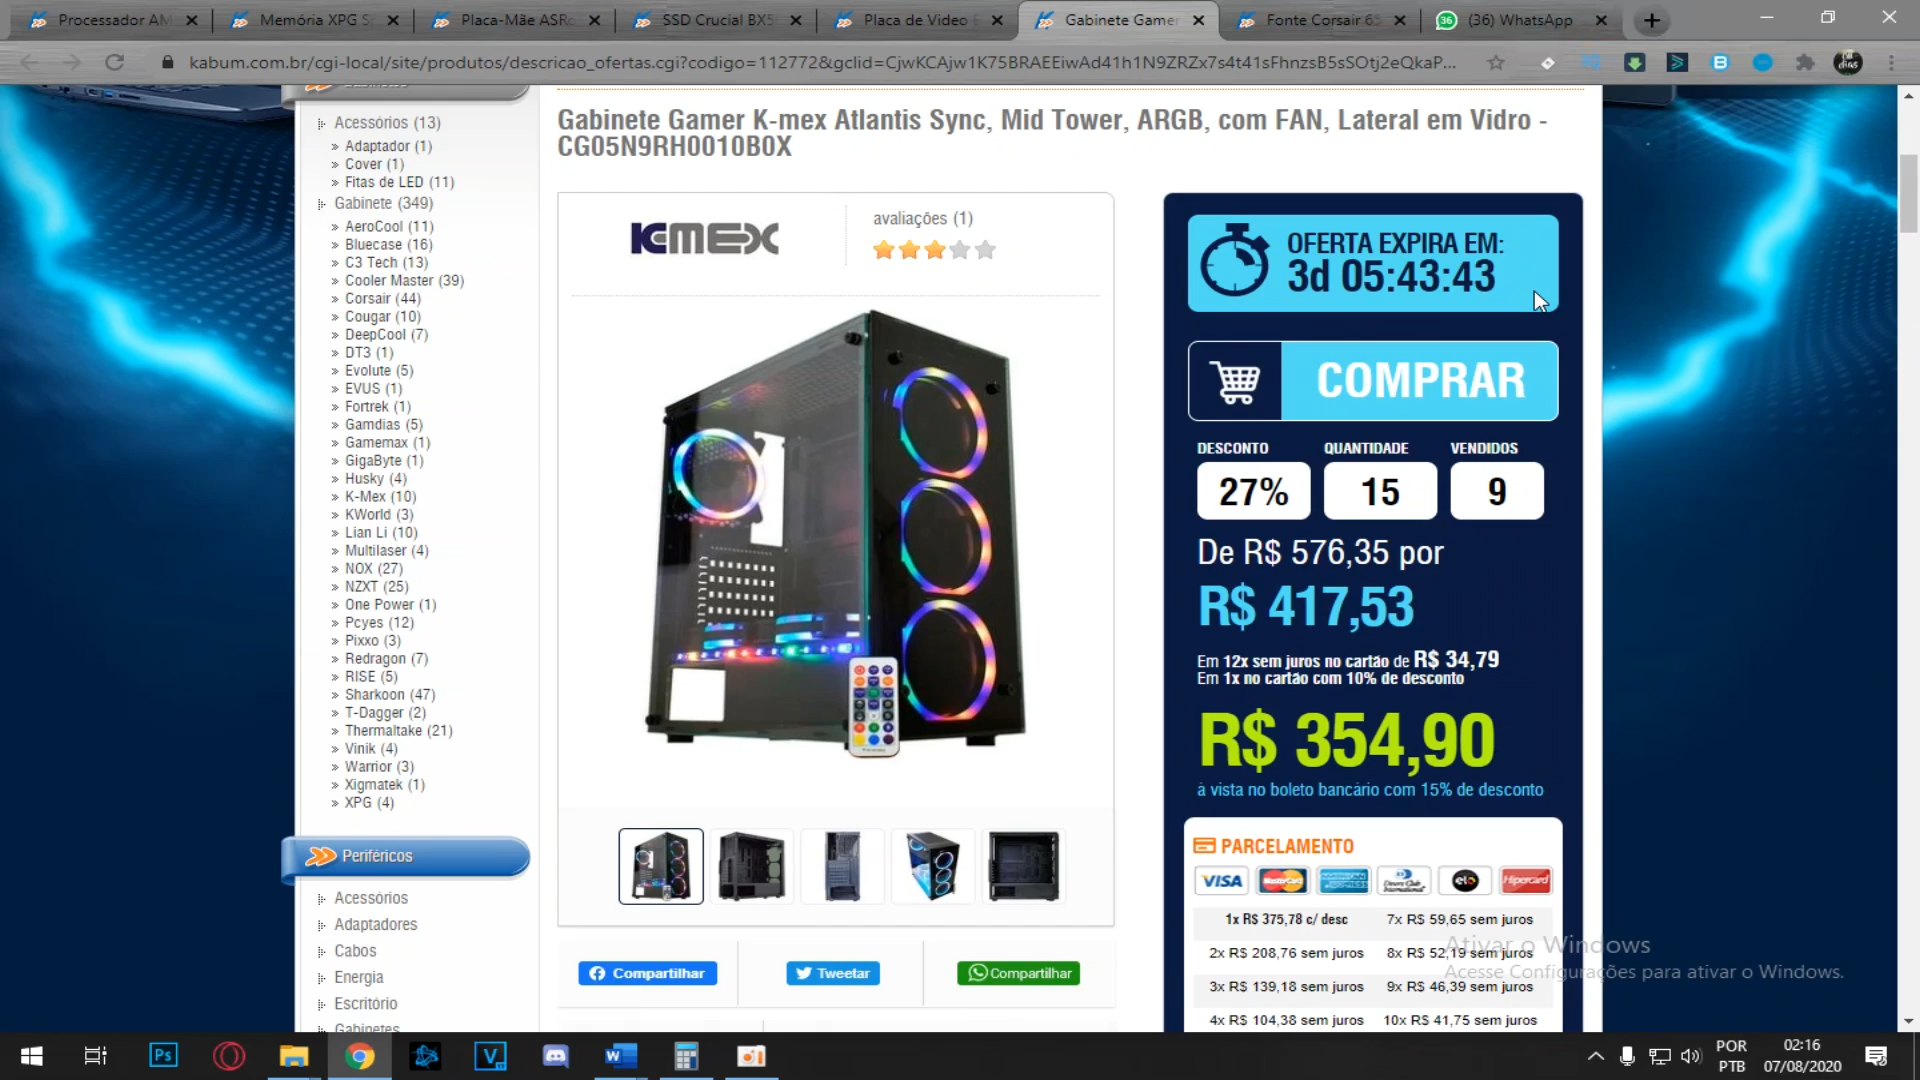 Processador AM
Memória XPG S
Placa-Mãe ASRo
SSD Crucial BX5
Placa de Video
Gabinete Gamer
Fonte Corsair 65
(36) WhatsApp
kabum.com.br/cgi-local/site/produtos/descricao_ofertas.cgi?codigo=112772&gclid=CjwKCAjw1K75BRAEEiwAd41h1N9ZRZx7s4t41sFhnzsB5sSOtj2eQkaP...
Acessórios (13)
» Adaptador (1)
» Cover (1)
» Fitas de LED (11)
Gabinete (349)
» AeroCool (11)
» Bluecase (16)
» C3 Tech (13)
» Cooler Master (39)
» Corsair (44)
» Cougar (10)
» DeepCool (7)
» DT3 (1)
» Evolute (5)
» EVUS (1)
» Fortrek (1)
» Gamdias (5)
» Gamemax (1)
» GigaByte (1)
» Husky (4)
» K-Mex (10)
» KWorld (3)
» Lian Li (10)
» Multilaser (4)
» NOX (27)
» NZXT (25)
» One Power (1)
» Pcyes (12)
» Pixxo (3)
» Redragon (7)
» RISE (5)
» Sharkoon (47)
» T-Dagger (2)
» Thermaltake (21)
» Vinik (4)
» Warrior (3)
» Xigmatek (1)
» XPG (4)
Periféricos
Acessórios
Adaptadores
Cabos
Energia
Escritório
Gabinetes
Gabinete Gamer K-mex Atlantis Sync, Mid Tower, ARGB, com FAN, Lateral em Vidro -
CG05N9RH0010B0X
KMEX
avaliações (1)
Compartilhar
Tweetar
Compartilhar
OFERTA EXPIRA EM:
3d 05:43:43
COMPRAR
DESCONTO QUANTIDADE VENDIDOS
27% 15 9
De R$ 576,35 por
R$ 417,53
Em 12x sem juros no cartão de R$ 34,79
Em 1x no cartão com 10% de desconto
R$ 354,90
à vista no boleto bancário com 15% de desconto
PARCELAMENTO
VISA MasterCard elo Hipercard
1x R$ 375,78 c/ desc 7x R$ 59,65 sem juros
2x R$ 208,76 sem juros 8x R$ 52,19 sem juros
3x R$ 139,18 sem juros 9x R$ 46,39 sem juros
4x R$ 104,38 sem juros 10x R$ 41,75 sem juros
Ativar o Windows
Acesse Configurações para ativar o Windows.
POR
PTB
02:16
07/08/2020